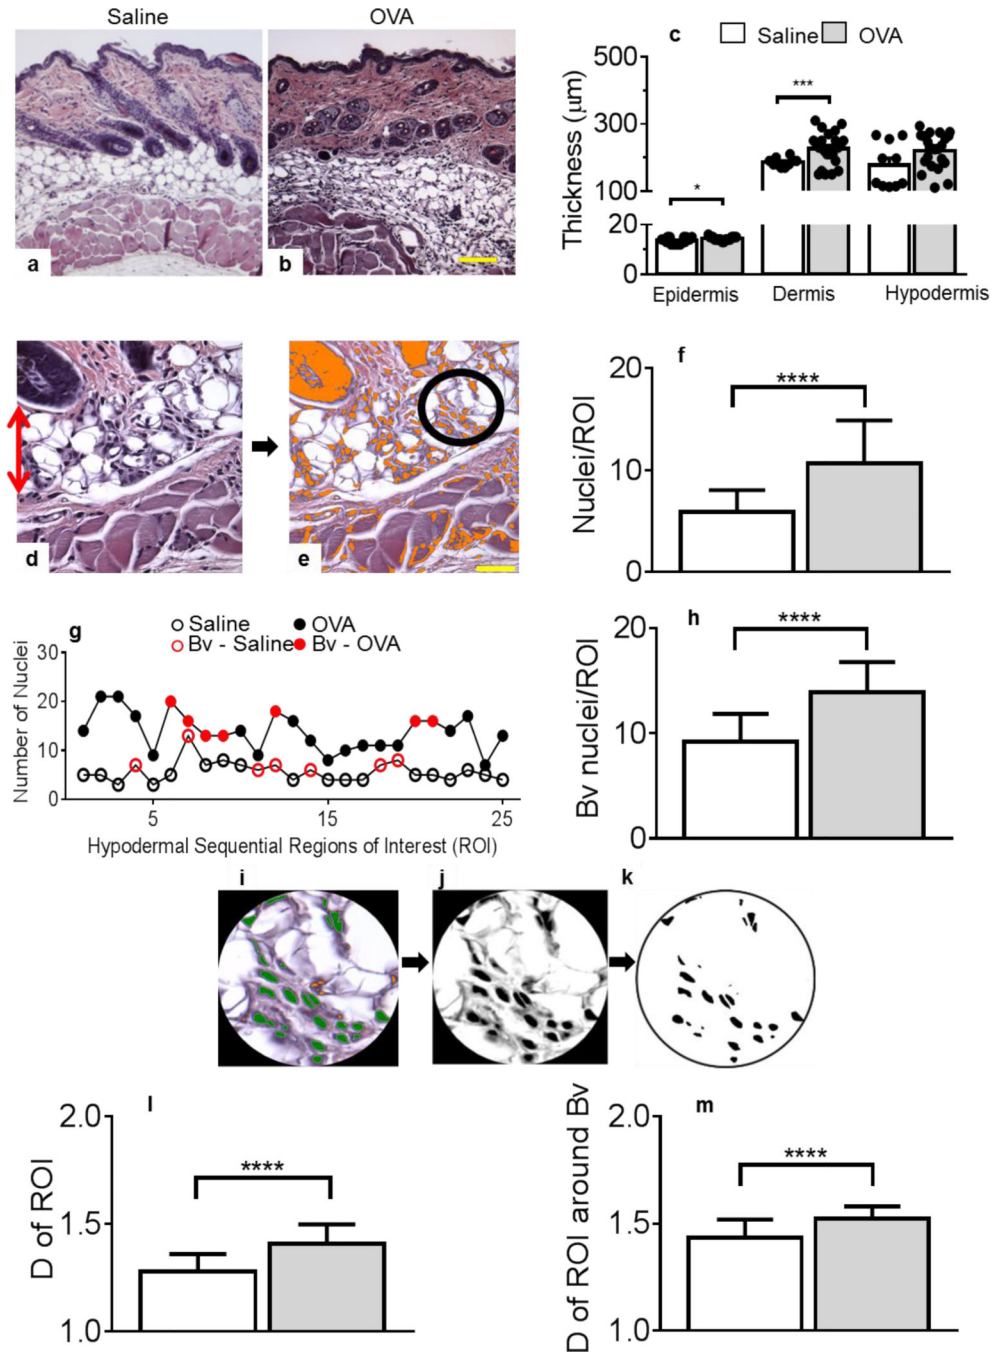 Saline OVA
a b
c Saline OVA
Thickness (μm)
500
300
100
20
0
***
*
Epidermis Dermis Hypodermis
d e
f
Nuclei/ROI
20
10
0
****
g Saline OVA
Bv - Saline Bv - OVA
Number of Nuclei
30
20
10
0
5 15 25
Hypodermal Sequential Regions of Interest (ROI)
h
Bv nuclei/ROI
20
10
0
****
i j k
l
D of ROI
2.0
1.5
1.0
****
m
D of ROI around Bv
2.0
1.5
1.0
****